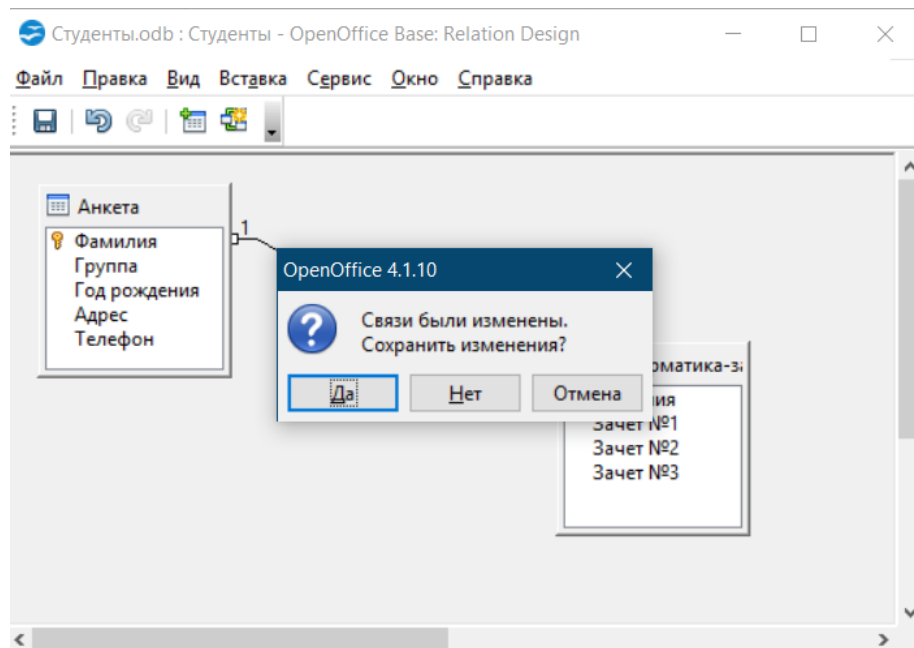 Студенты.odb : Студенты - OpenOffice Base: Relation Design
Файл Правка Вид Вставка Сервис Окно Справка
Анкета
Фамилия
Группа
Год рождения
Адрес
Телефон
1
OpenOffice 4.1.10
Связи были изменены.
Сохранить изменения?
Да Нет Отмена
Зачет №1
Зачет №2
Зачет №3